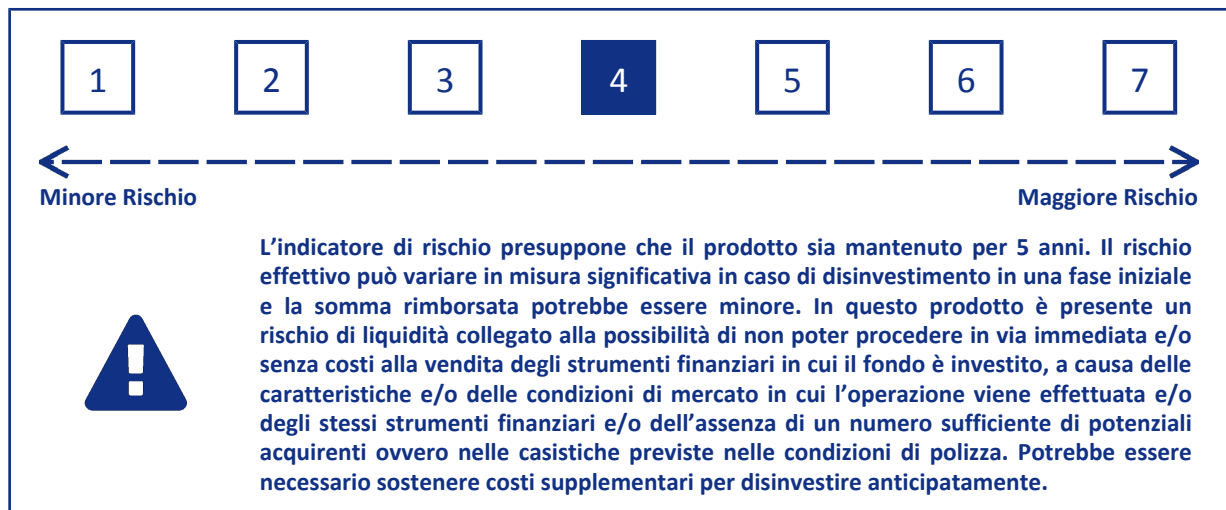 1 2 3 4 5 6 7
Minore Rischio Maggiore Rischio
L’indicatore di rischio presuppone che il prodotto sia mantenuto per 5 anni. Il rischio
effettivo può variare in misura significativa in caso di disinvestimento in una fase iniziale
e la somma rimborsata potrebbe essere minore. In questo prodotto è presente un
rischio di liquidità collegato alla possibilità di non poter procedere in via immediata e/o
senza costi alla vendita degli strumenti finanziari in cui il fondo è investito, a causa delle
caratteristiche e/o delle condizioni di mercato in cui l’operazione viene effettuata e/o
degli stessi strumenti finanziari e/o dell’assenza di un numero sufficiente di potenziali
acquirenti ovvero nelle casistiche previste nelle condizioni di polizza. Potrebbe essere
necessario sostenere costi supplementari per disinvestire anticipatamente.